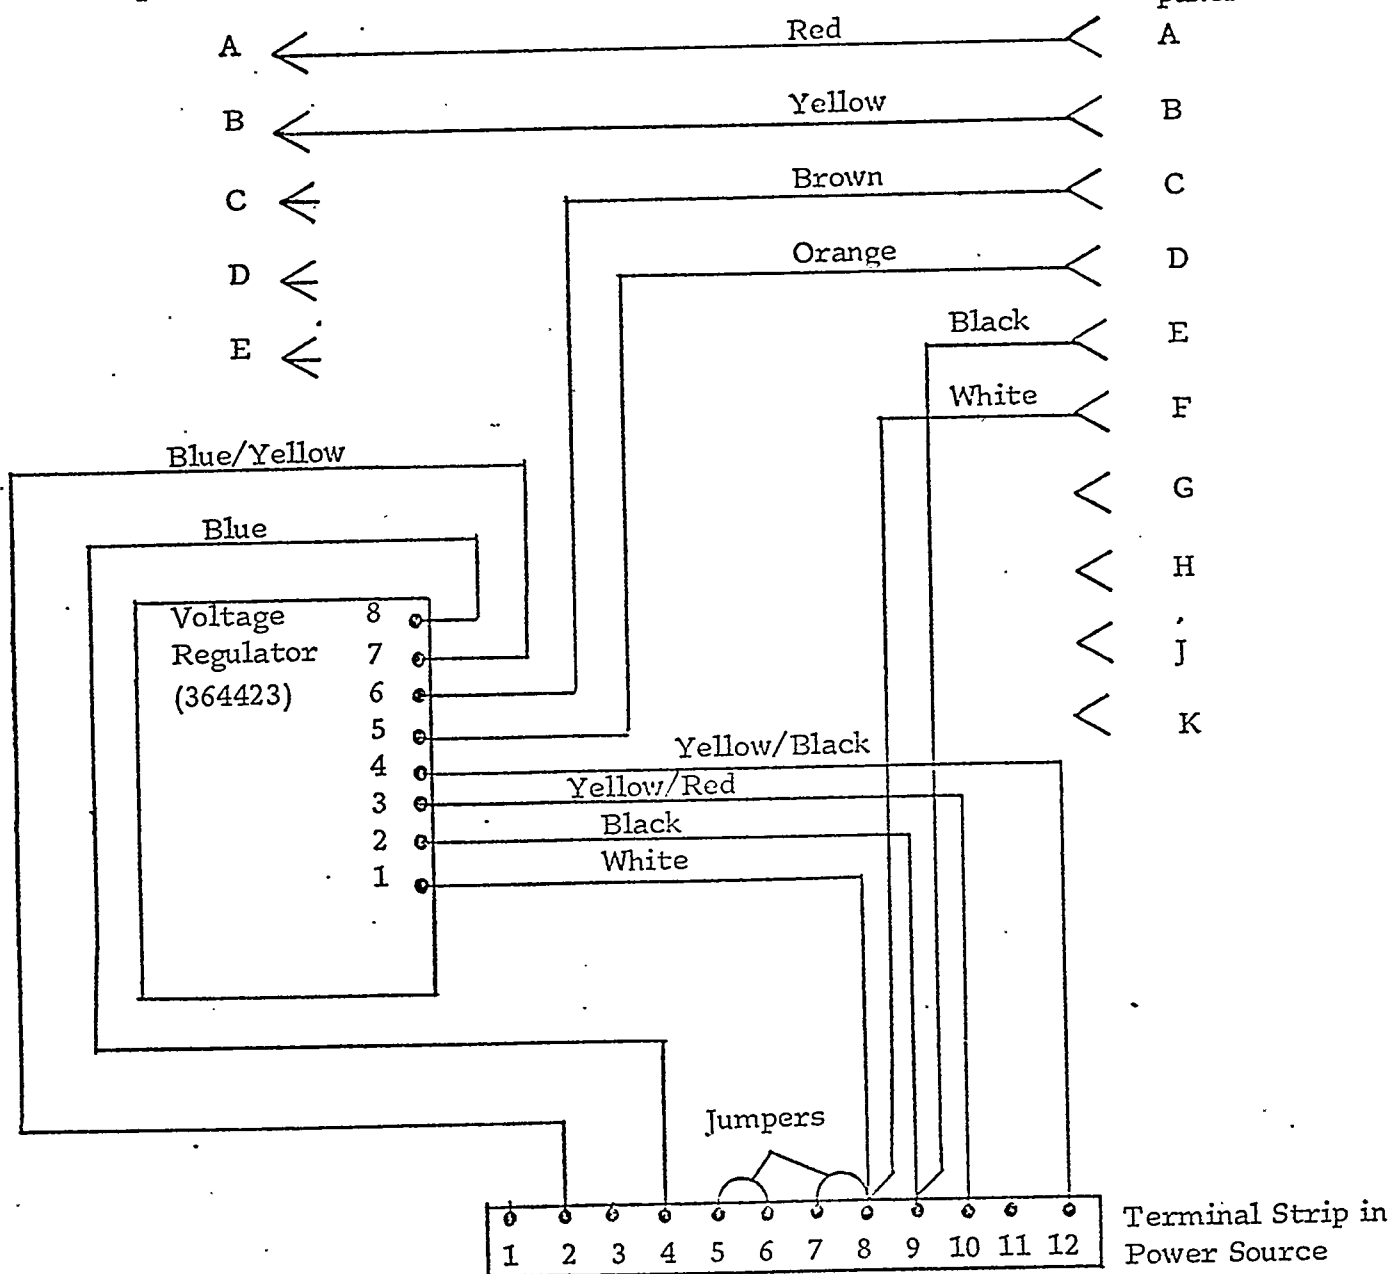 A Red A
B Yellow B
C Brown C
D Orange D
E Black E
White F
G
H
J
K
Blue/Yellow
Blue
Voltage
Regulator
(364423)
8
7
6
5
4
3
2
1
Yellow/Black
Yellow/Red
Black
White
Jumpers
1 2 3 4 5 6 7 8 9 10 11 12
Terminal Strip in
Power Source